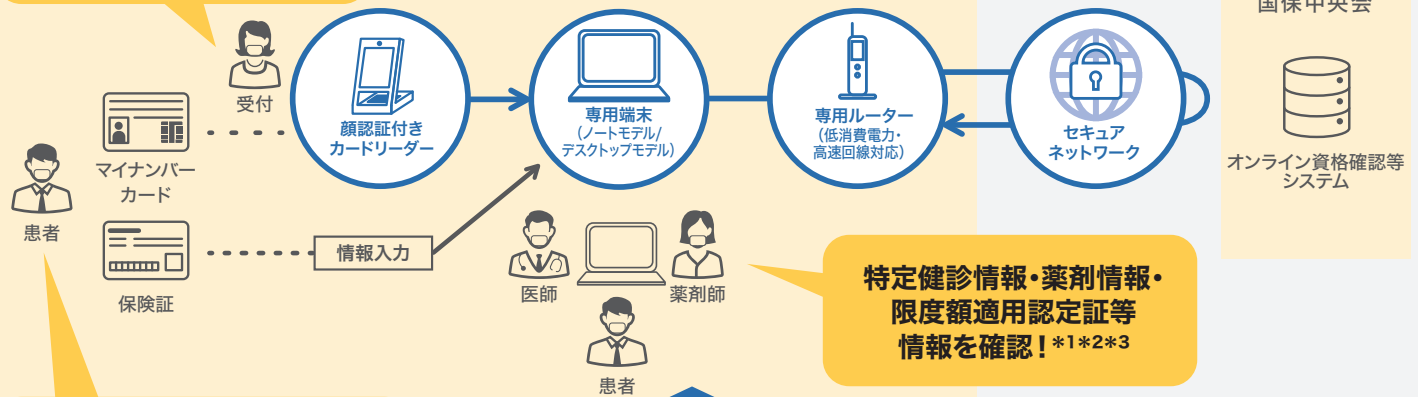 国保中央会
受付
顔認証付き
カードリーダー
専用端末
(ノートモデル/
デスクトップモデル)
専用ルーター
(低消費電力・
高速回線対応)
セキュア
ネットワーク
オンライン資格確認等
システム
マイナンバー
カード
患者
情報入力
保険証
医師
薬剤師
患者
特定健診情報・薬剤情報・
限度額適用認定証等
情報を確認!*1*2*3